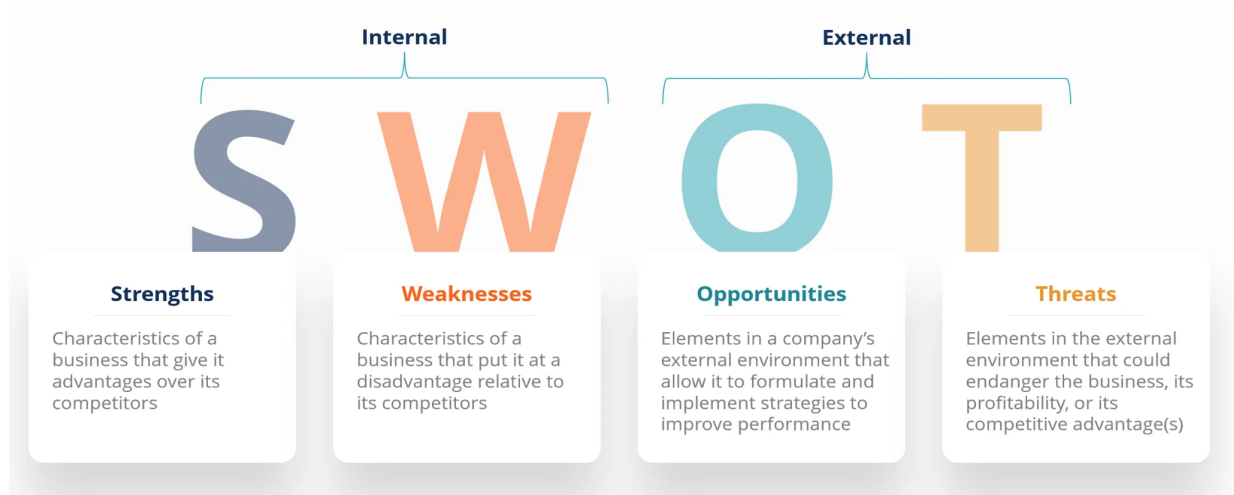 Internal
External
S W O T
Strengths
Characteristics of a
business that give it
advantages over its
competitors
Weaknesses
Characteristics of a
business that put it at a
disadvantage relative to
its competitors
Opportunities
Elements in a company’s
external environment that
allow it to formulate and
implement strategies to
improve performance
Threats
Elements in the external
environment that could
endanger the business, its
profitability, or its
competitive advantage(s)